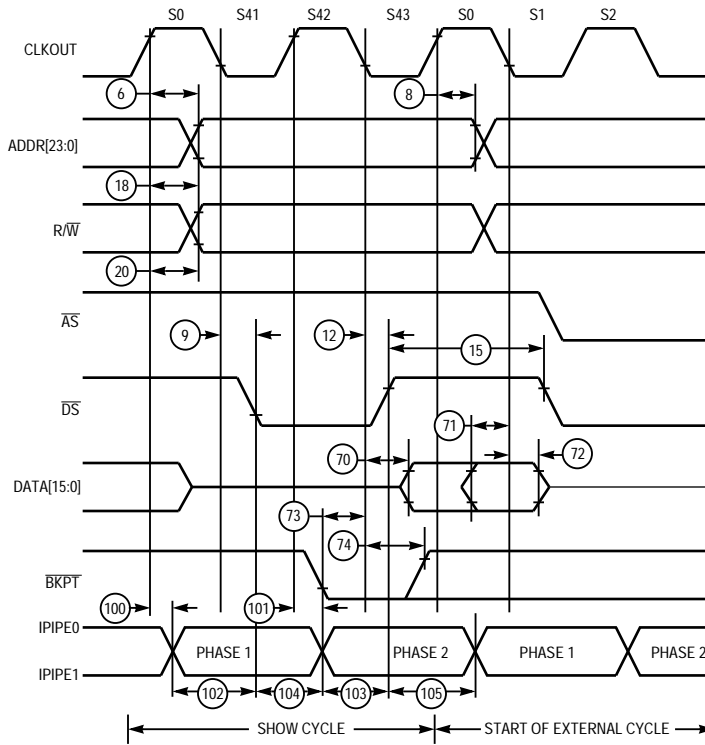 S0 S41 S42 S43 S0 S1 S2
CLKOUT
6 8
ADDR[23:0]
18
R/W
20
AS
9 12 15
DS
71
70 72
DATA[15:0]
73
74
BKPT
100 101
IPIPE0
PHASE 1 PHASE 2 PHASE 1 PHASE 2
IPIPE1
102 104 103 105
SHOW CYCLE START OF EXTERNAL CYCLE